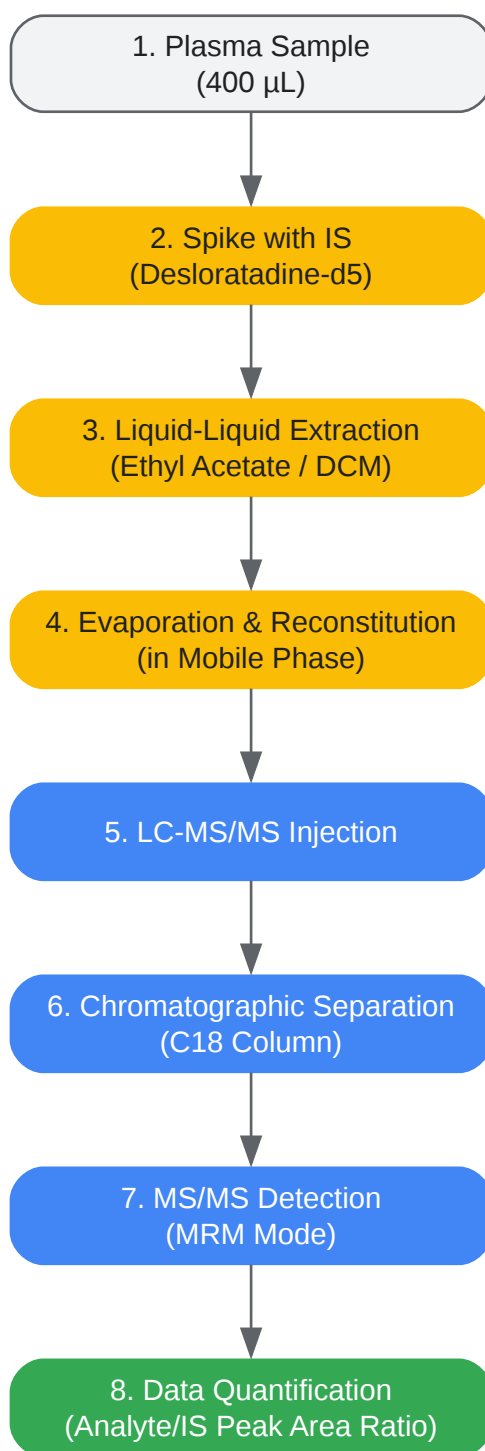 1. Plasma Sample
(400 µL)
2. Spike with IS
(Desloratadine-d5)
3. Liquid-Liquid Extraction
(Ethyl Acetate / DCM)
4. Evaporation & Reconstitution
(in Mobile Phase)
5. LC-MS/MS Injection
6. Chromatographic Separation
(C18 Column)
7. MS/MS Detection
(MRM Mode)
8. Data Quantification
(Analyte/IS Peak Area Ratio)